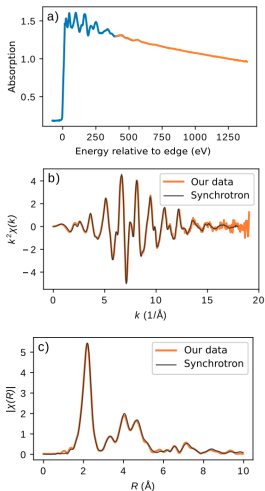 a)
1.5
1.0
0.5
0.2
Absorption
0
250
500
750
1000
1250
Energy relative to edge (eV)
b)
Our data
Synchrotron
4
2
0
−2
−4
k²χ(k)
0
5
10
15
20
k (1/Å)
c)
Our data
Synchrotron
5
4
3
2
1
0
|χ(R)|
0
2
4
6
8
10
R (Å)